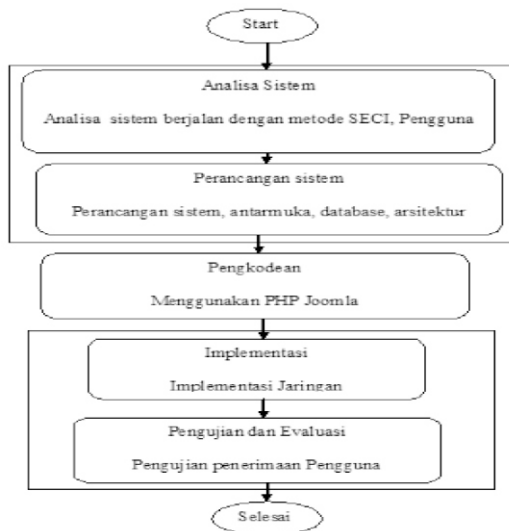 Start
Analisa Sistem
Analisa sistem berjalan dengan metode SECI, Pengguna
Perancangan sistem
Perancangan sistem, antarmuka, database, arsitektur
Pengkodean
Menggunakan PHP Joomla
Implementasi
Implementasi Jaringan
Pengujian dan Evaluasi
Pengujian penerimaan Pengguna
Selesai